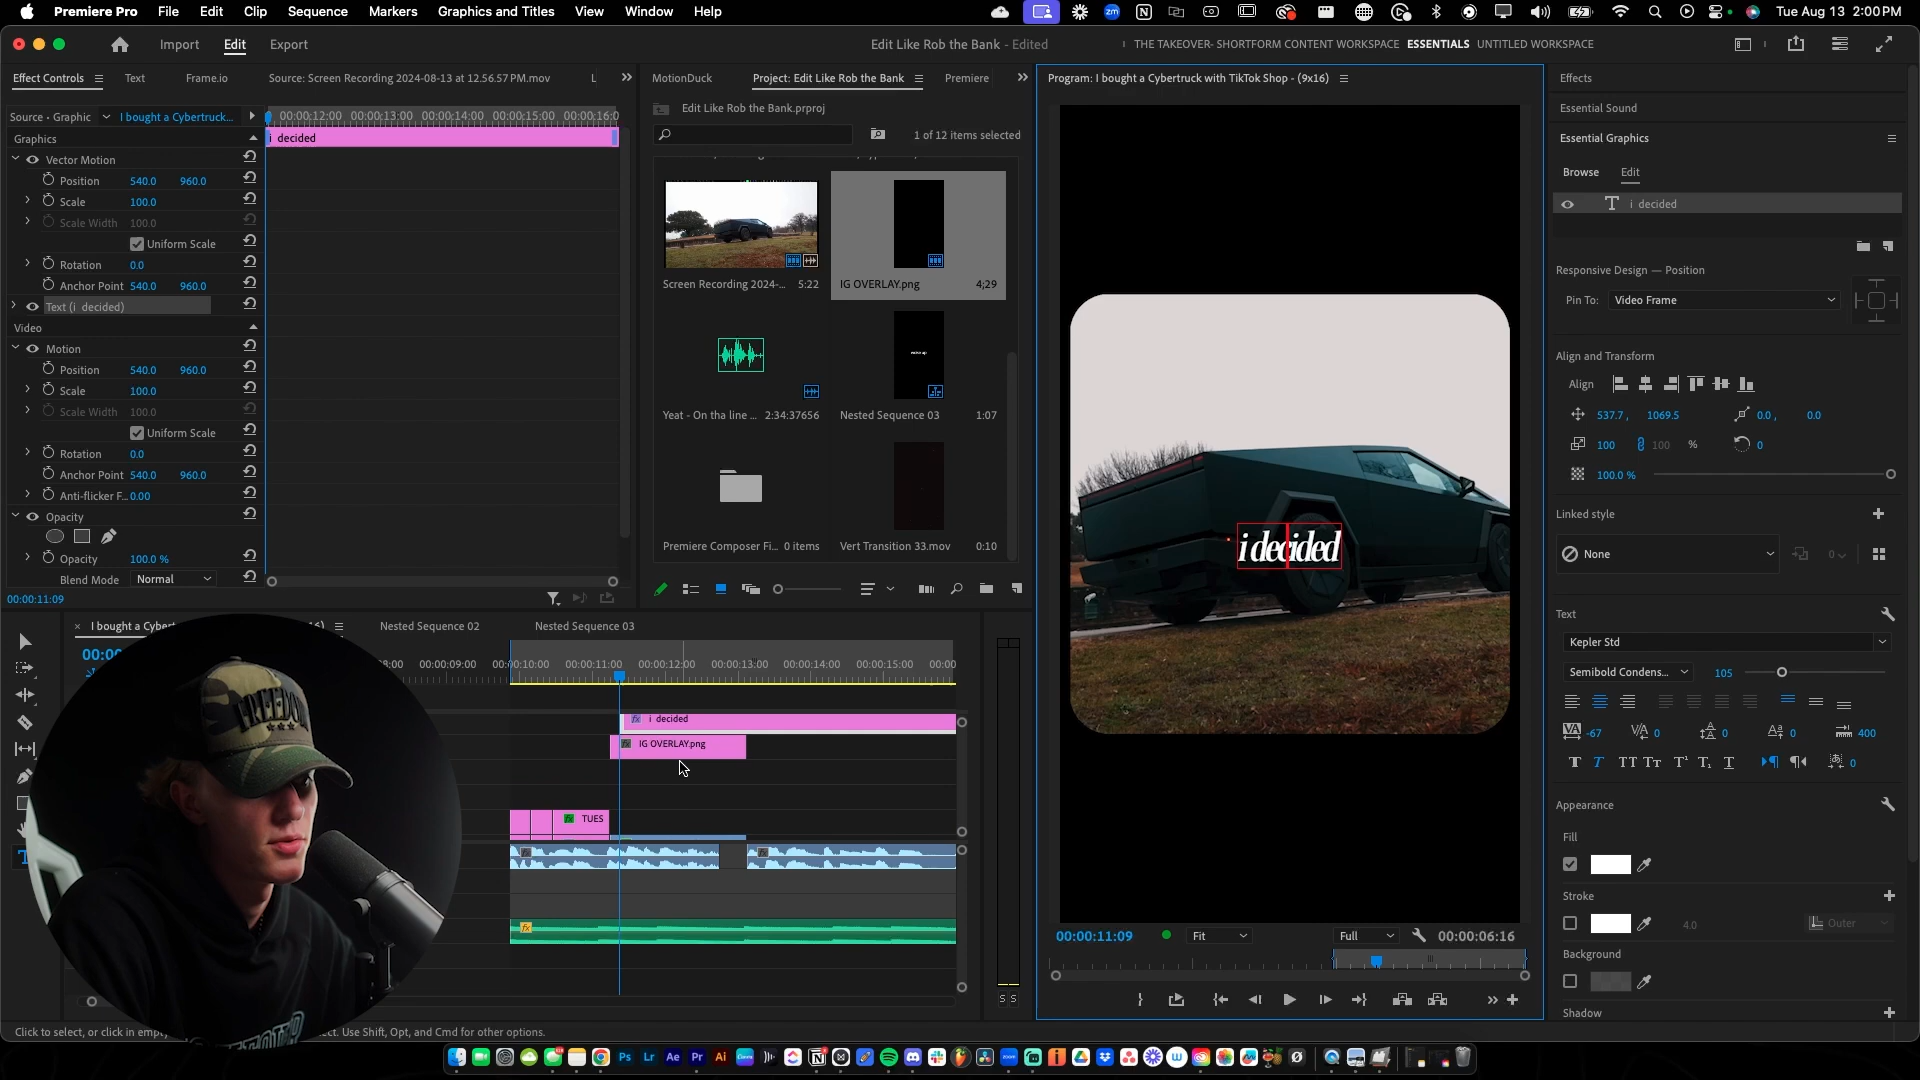 Premiere Pro File Edit Clip Sequence Markers Graphics and Titles View Window Help
Tue Aug 13 2:00 PM
Import Edit Export
Edit Like Rob the Bank - Edited
THE TAKEOVER- SHORTFORM CONTENT WORKSPACE ESSENTIALS UNTITLED WORKSPACE
Effect Controls Text Frame.io Source: Screen Recording 2024-08-13 at 12.56.57 PM.mov L
MotionDuck Project: Edit Like Rob the Bank Premiere
Program: I bought a Cybertruck with TikTok Shop - (9x16)
Source • Graphic I bought a Cybertruck...
00:00:12:00 00:00:13:00 00:00:14:00 00:00:15:00 00:00:16:0
Graphics
i decided
Vector Motion
Position 540.0 960.0
Scale 100.0
Scale Width 100.0
Uniform Scale
Rotation 0.0
Anchor Point 540.0 960.0
Text (i decided)
Video
Motion
Position 540.0 960.0
Scale 100.0
Scale Width 100.0
Uniform Scale
Rotation 0.0
Anchor Point 540.0 960.0
Anti-flicker F... 0.00
Opacity
Opacity 100.0 %
Blend Mode Normal
00:00:11:09
Edit Like Rob the Bank.prproj
1 of 12 items selected
Screen Recording 2024-... 5:22
IG OVERLAY.png 4;29
Yeat - On tha line ... 2:34:37656
Nested Sequence 03 1:07
Premiere Composer Fi... 0 items
Vert Transition 33.mov 0:10
i decided
00:00:11:09 Fit Full 00:00:06:16
Effects
Essential Sound
Essential Graphics
Browse Edit
i decided
Responsive Design — Position
Pin To: Video Frame
Align and Transform
Align
537.7 , 1069.5 0.0 , 0.0
100 100 % 0
100.0 %
Linked style
None 0
Text
Kepler Std
Semibold Condens... 105
-67 0 0 0 400
0
Appearance
Fill
Stroke
4.0 Outer
Background
Shadow
I bought a Cyber
16) Nested Sequence 02 Nested Sequence 03
00:00
08:00 00:00:09:00 00:00:10:00 00:00:11:00 00:00:12:00 00:00:13:00 00:00:14:00 00:00:15:00 00:00
i decided
IG OVERLAY.png
TUES
S S
FREEDOM
Click to select, or click in emp
ect. Use Shift, Opt, and Cmd for other options.
Ps Lr Ae Pr Ai